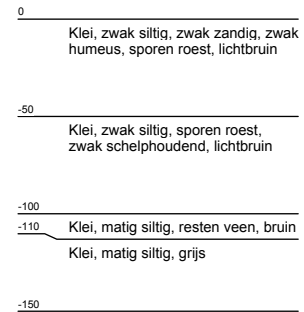 0
Klei, zwak siltig, zwak zandig, zwak
humeus, sporen roest, lichtbruin
-50
Klei, zwak siltig, sporen roest,
zwak schelphoudend, lichtbruin
-100
Klei, matig siltig, resten veen, bruin
-110
Klei, matig siltig, grijs
-150